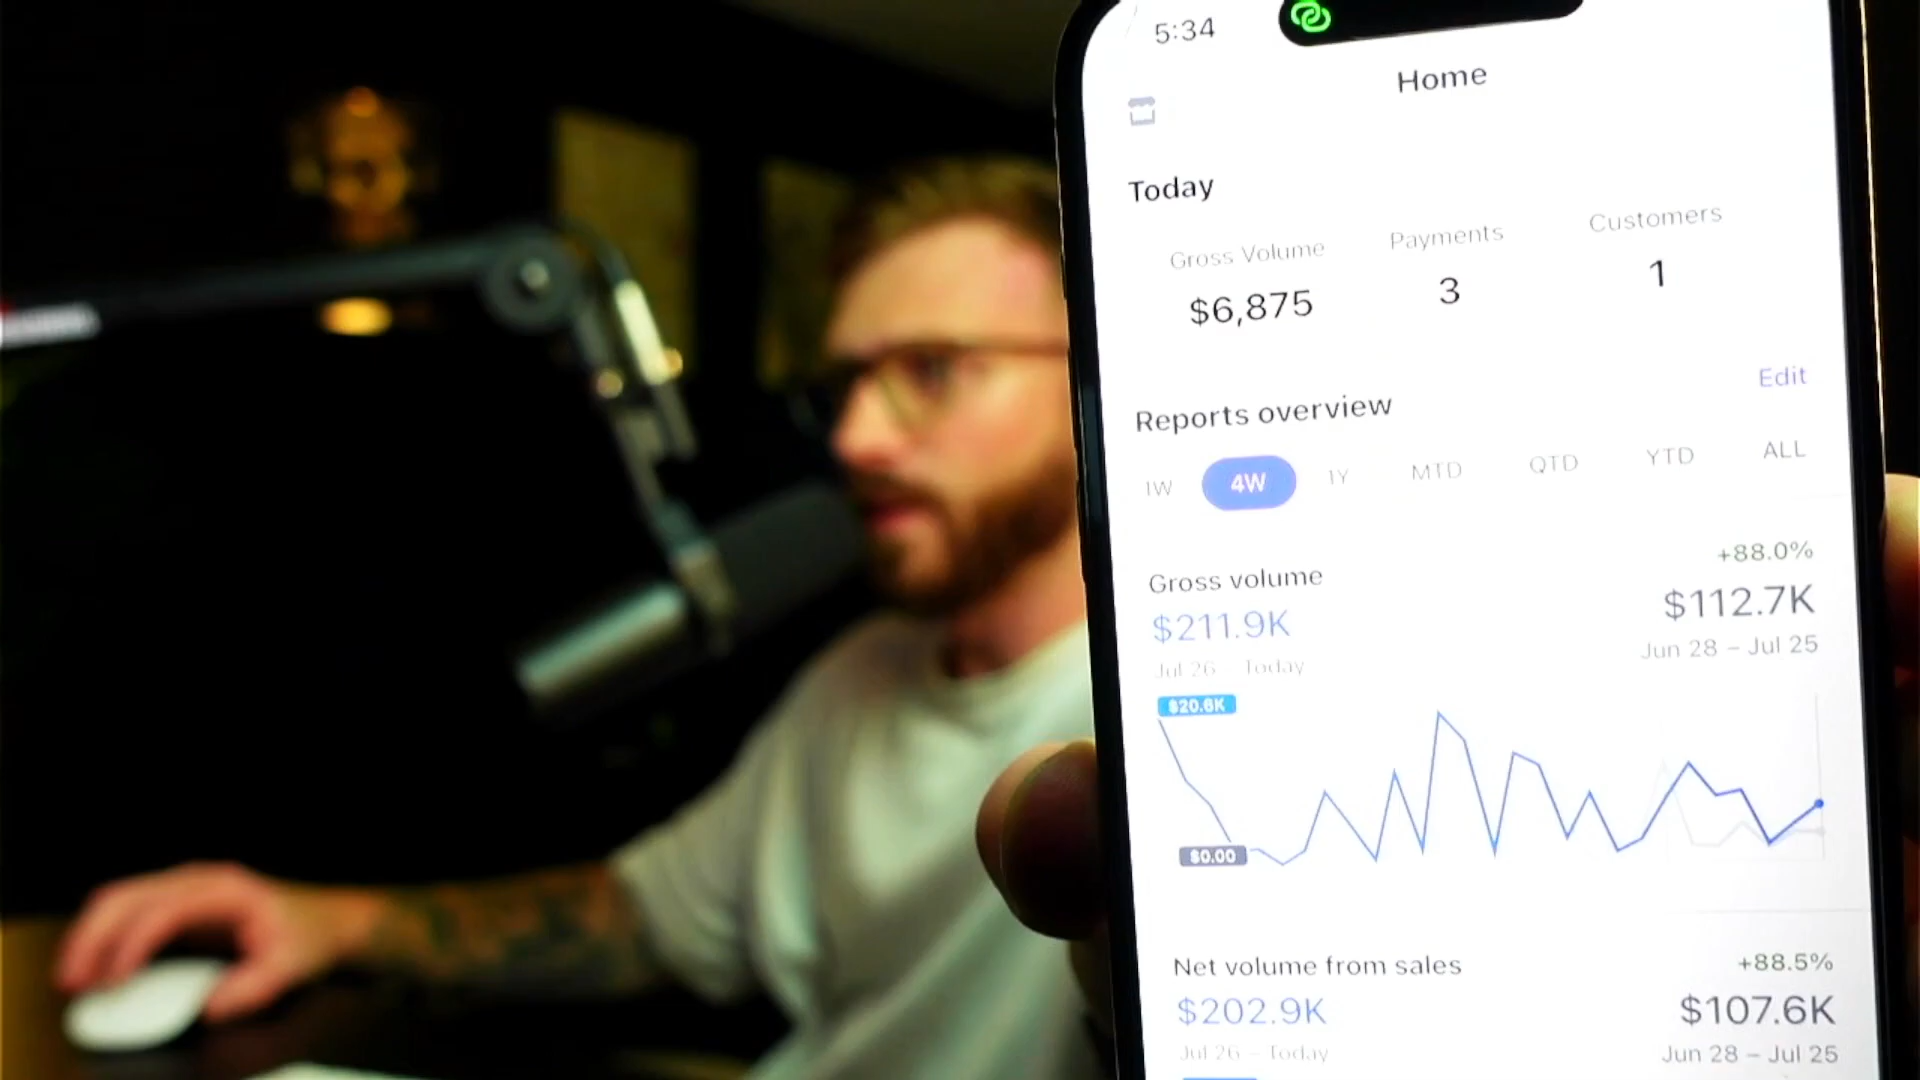 5:34
Home
Today
Gross Volume Payments Customers
$6,875 3 1
Reports overview Edit
1W 4W 1Y MTD QTD YTD ALL
Gross volume +88.0%
$211.9K $112.7K
Jul 26 – Today Jun 28 – Jul 25
$20.6K
$0.00
Net volume from sales +88.5%
$202.9K $107.6K
Jul 26 – Today Jun 28 – Jul 25